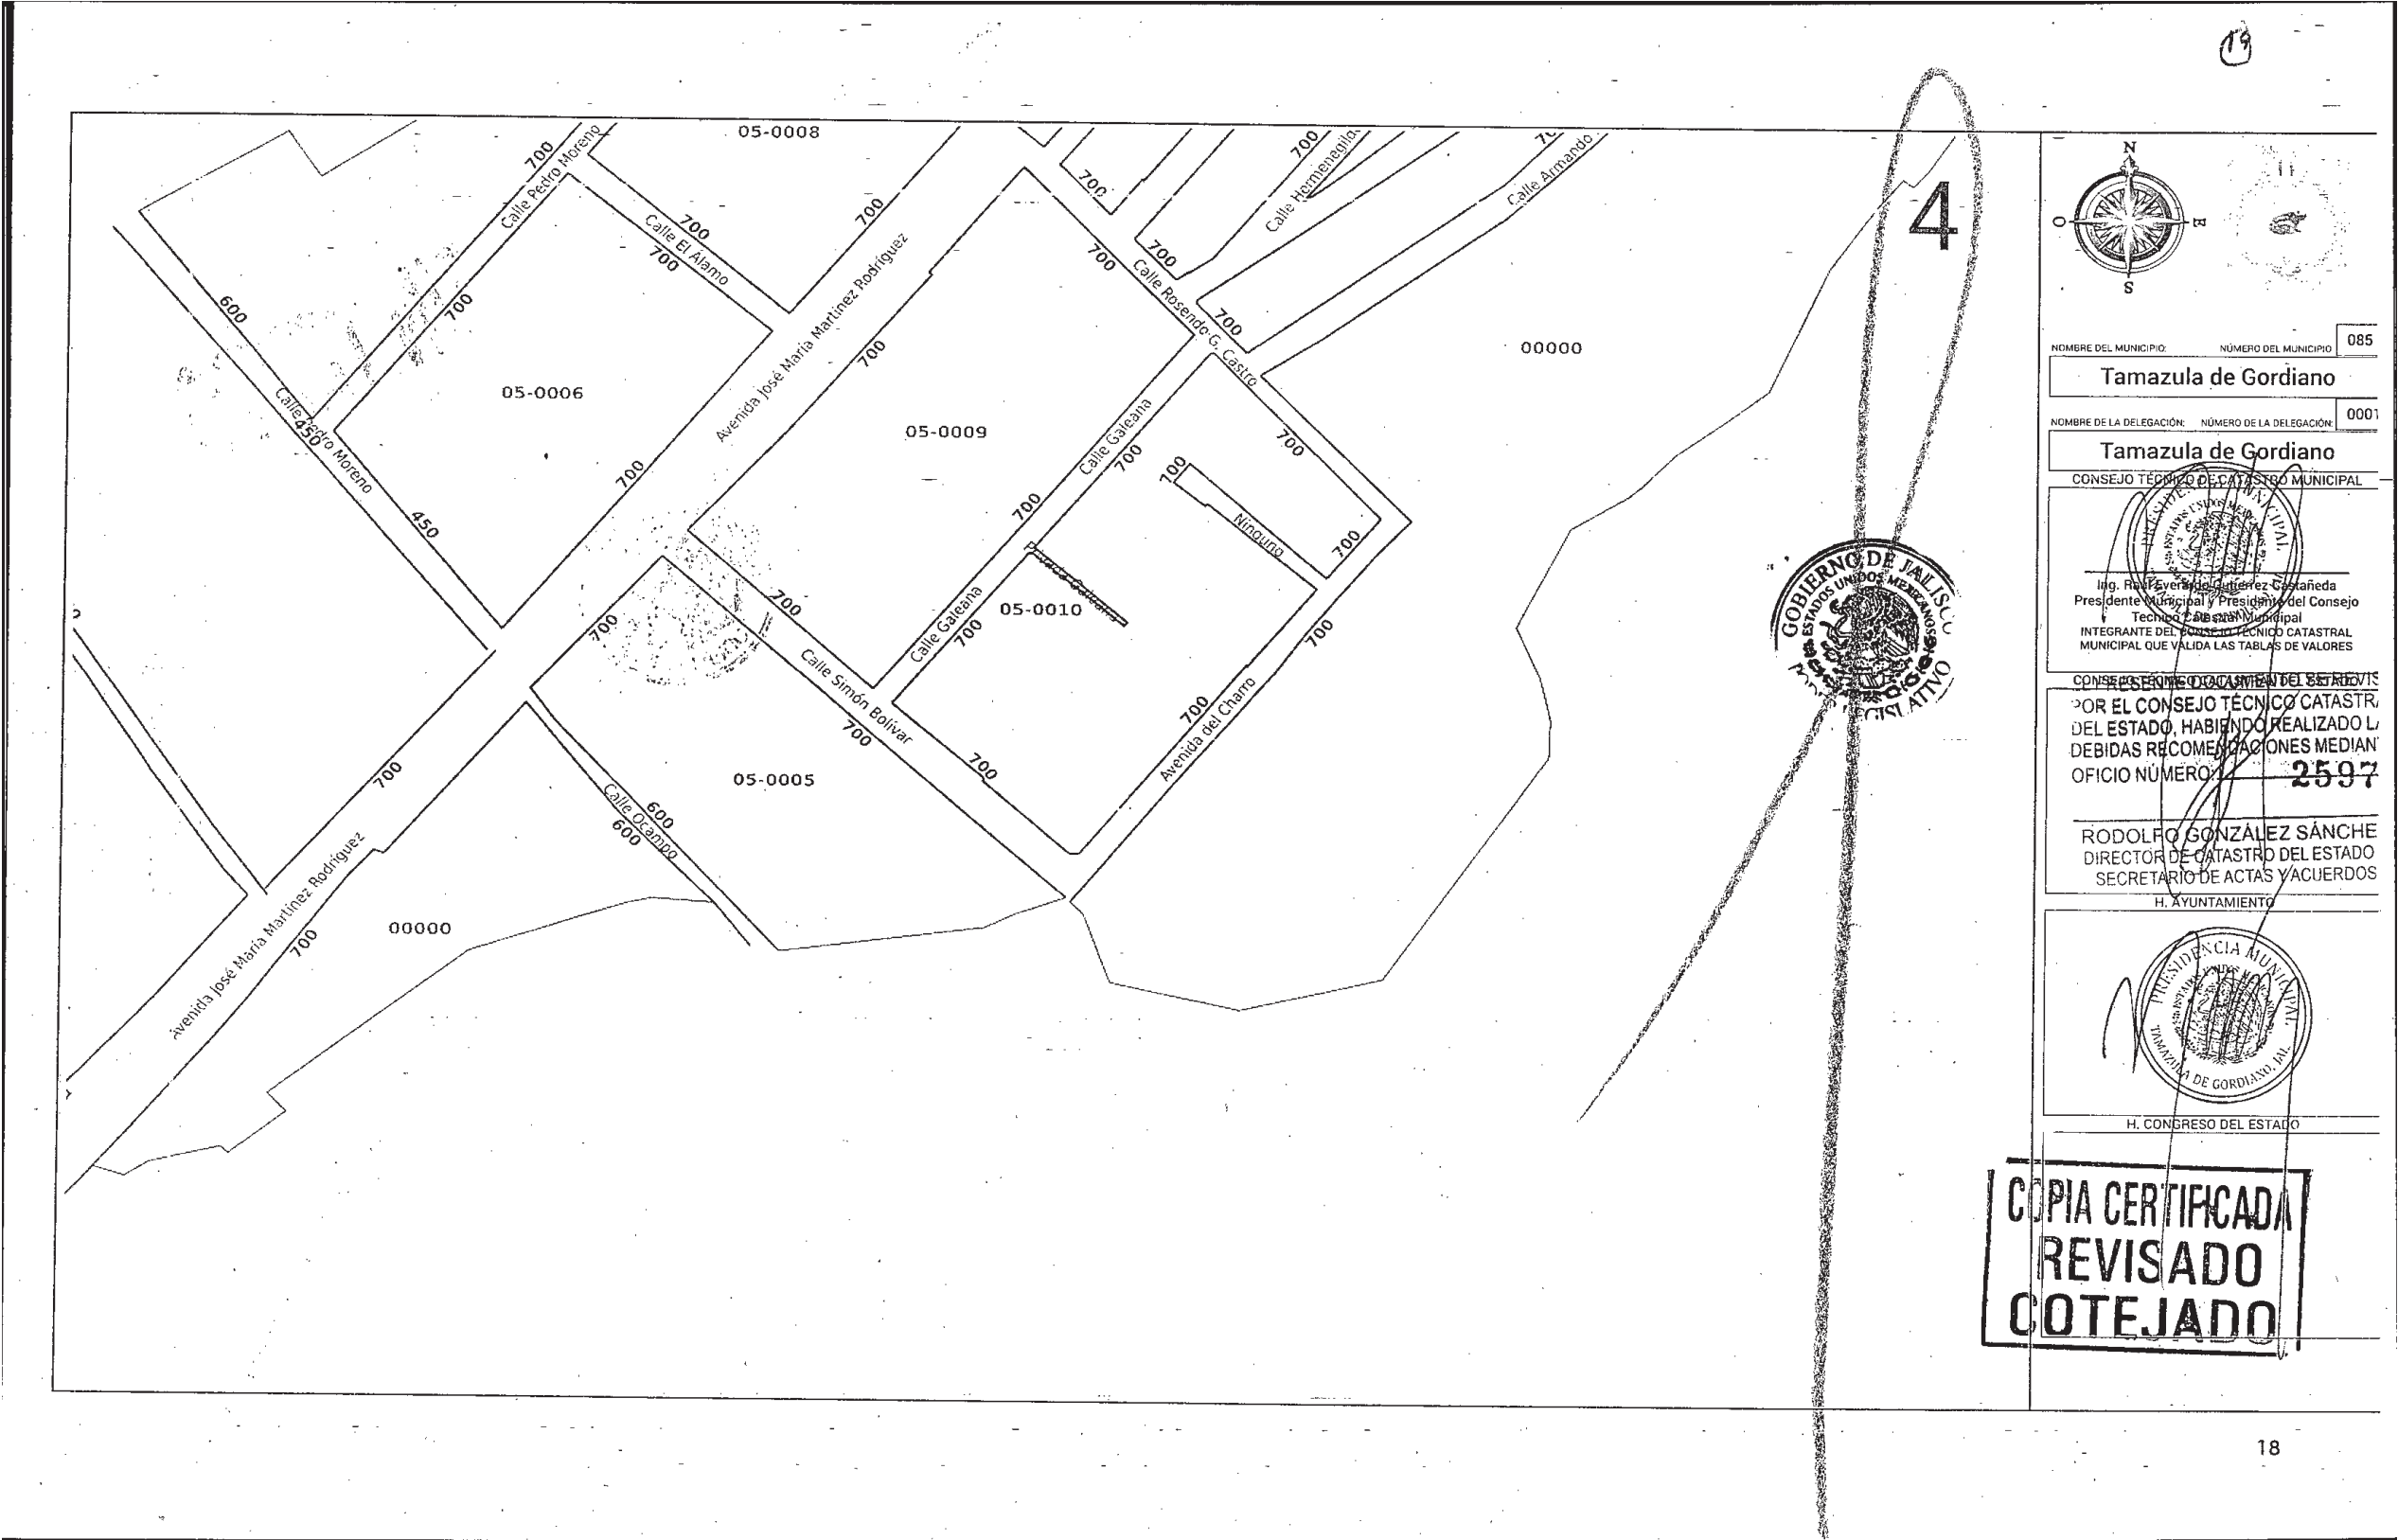 19
05-0008
700
Calle Pedro Moreno
700
Calle El Álamo
700
700
Avenida José María Martínez Rodríguez
700
700
700
700
Calle Rosendo G. Castro
700
700
Calle Armando
700
4
600
700
05-0006
Calle Pedro Moreno
450
450
700
700
05-0009
Calle Galeana
700
700
700
700
Ninguno
700
00000
Privada Galeana
05-0010
Calle Galeana
700
700
700
700
Calle Simón Bolívar
700
700
700
Avenida del Charro
05-0005
Calle Ocampo
600
600
700
Avenida José María Martínez Rodríguez
700
00000
GOBIERNO DE JALISCO
ESTADOS UNIDOS MEXICANOS
N
O
E
S
NOMBRE DEL MUNICIPIO:
NÚMERO DEL MUNICIPIO
085
Tamazula de Gordiano
NOMBRE DE LA DELEGACIÓN:
NÚMERO DE LA DELEGACIÓN:
0001
Tamazula de Gordiano
CONSEJO TÉCNICO DE CATASTRO MUNICIPAL
Presidente Municipal y Presidente del Consejo
Tecnico Catastral Municipal
INTEGRANTE DEL CONSEJO TÉCNICO CATASTRAL
MUNICIPAL QUE VALIDA LAS TABLAS DE VALORES
POR EL CONSEJO TÉCNICO CATASTRA
DEL ESTADO, HABIENDO REALIZADO LA
DEBIDAS RECOMENDACIONES MEDIAN
OFICIO NÚMERO 2597
RODOLFO GONZÁLEZ SÁNCHE
DIRECTOR DE CATASTRO DEL ESTADO
SECRETARIO DE ACTAS Y ACUERDOS
H. AYUNTAMIENTO
PRESIDENCIA MUNICIPAL
TAMAZULA DE GORDIANO, JAL.
H. CONGRESO DEL ESTADO
COPIA CERTIFICADA
REVISADO
COTEJADO
18